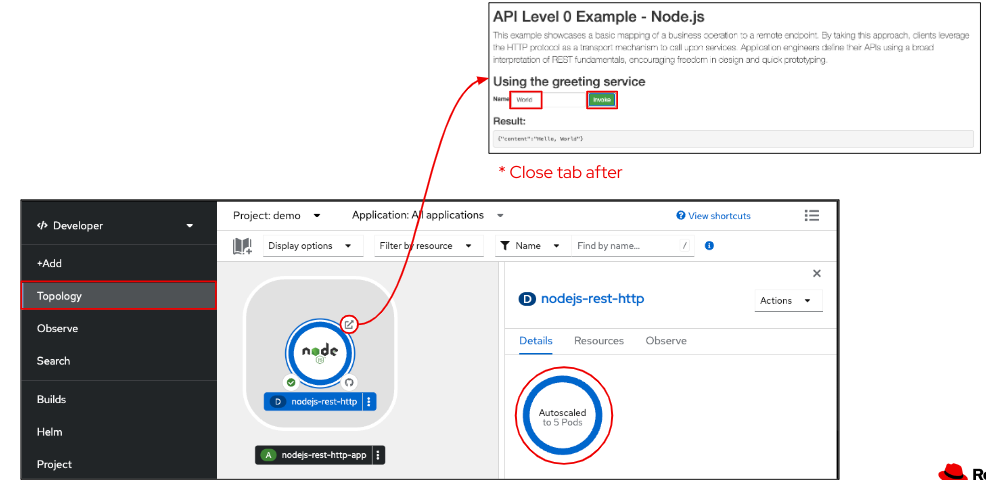 API Level 0 Example - Node.js
This example showcases a basic mapping of a business operation to a remote endpoint. By taking this approach, clients leverage
the HTTP protocol as a transport mechanism to call upon services. Application engineers define their APIs using a broad
interpretation of REST fundamentals, encouraging freedom in design and quick prototyping.
Using the greeting service
Name World Invoke
Result:
{"content":"Hello, World"}
* Close tab after
</> Developer
Project: demo Application: All applications View shortcuts
Display options Filter by resource Name Find by name... /
+Add
Topology
Observe
Search
Builds
Helm
Project
node
JS
D nodejs-rest-http
A nodejs-rest-http-app
D nodejs-rest-http
Actions
Details Resources Observe
Autoscaled
to 5 Pods